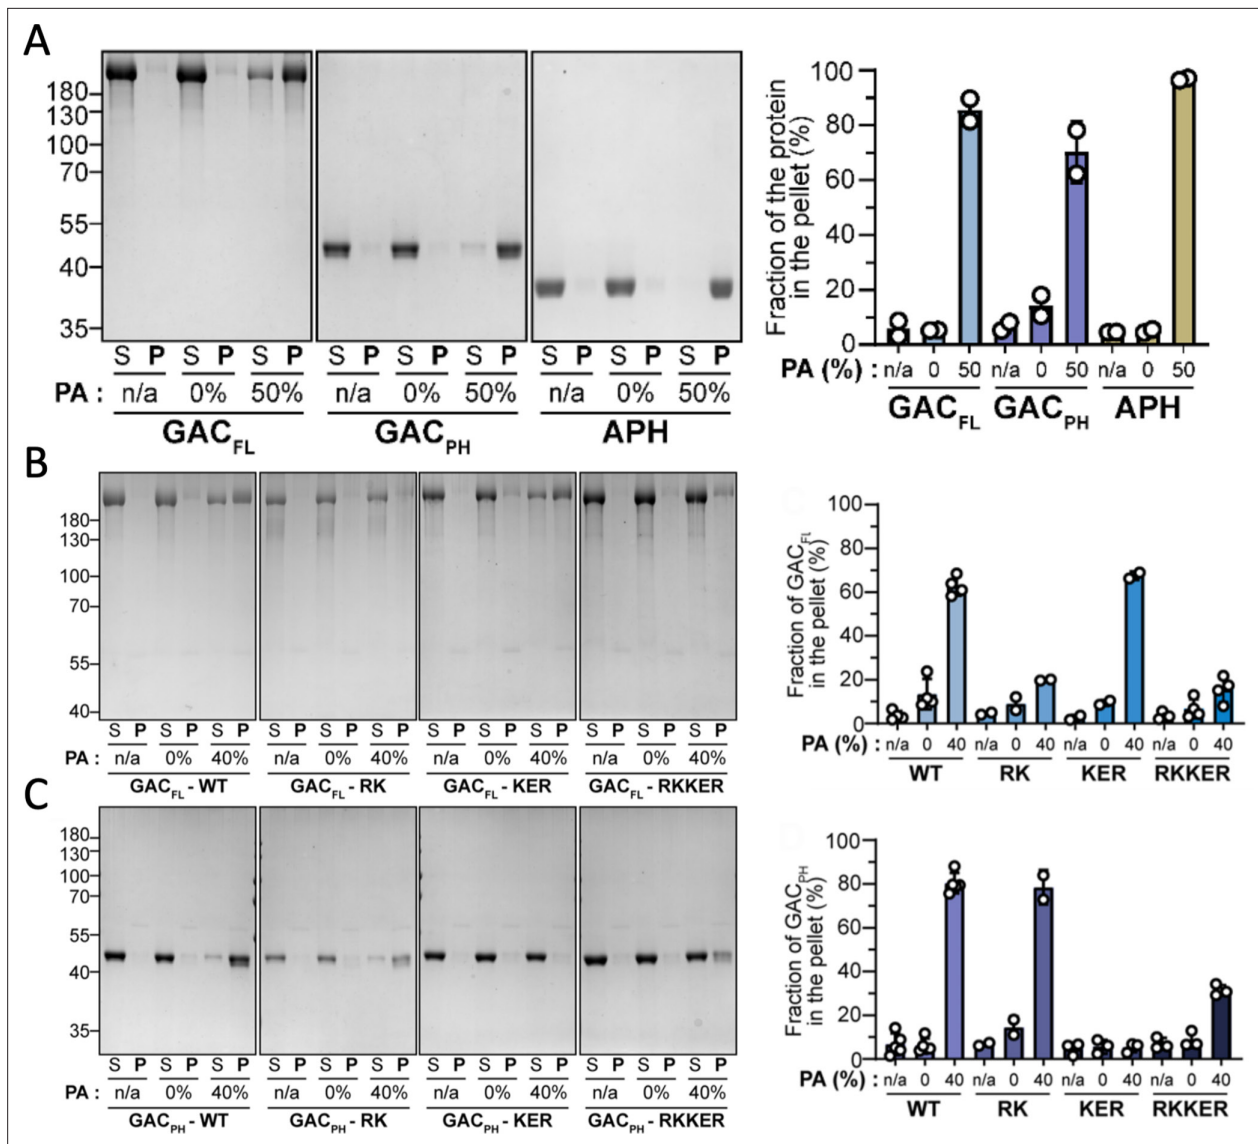 A
180
130
100
70
55
40
35
S P S P S P S P S P S P S P S P S P
PA : n/a 0% 50% n/a 0% 50% n/a 0% 50%
GACFL GACPH APH
Fraction of the protein
in the pellet (%)
100
80
60
40
20
0
PA (%) : n/a 0 50 n/a 0 50 n/a 0 50
GACFL GACPH APH
B
180
130
100
70
55
40
S P S P S P S P S P S P S P S P S P S P S P S P
PA : n/a 0% 40% n/a 0% 40% n/a 0% 40% n/a 0% 40%
GACFL - WT GACFL - RK GACFL - KER GACFL - RKKER
Fraction of GACFL
in the pellet (%)
100
80
60
40
20
0
PA (%) : n/a 0 40 n/a 0 40 n/a 0 40 n/a 0 40
WT RK KER RKKER
C
180
130
100
70
55
40
35
S P S P S P S P S P S P S P S P S P S P S P S P
PA : n/a 0% 40% n/a 0% 40% n/a 0% 40% n/a 0% 40%
GACPH - WT GACPH - RK GACPH - KER GACPH - RKKER
Fraction of GACPH
in the pellet (%)
100
80
60
40
20
0
PA (%) : n/a 0 40 n/a 0 40 n/a 0 40 n/a 0 40
WT RK KER RKKER